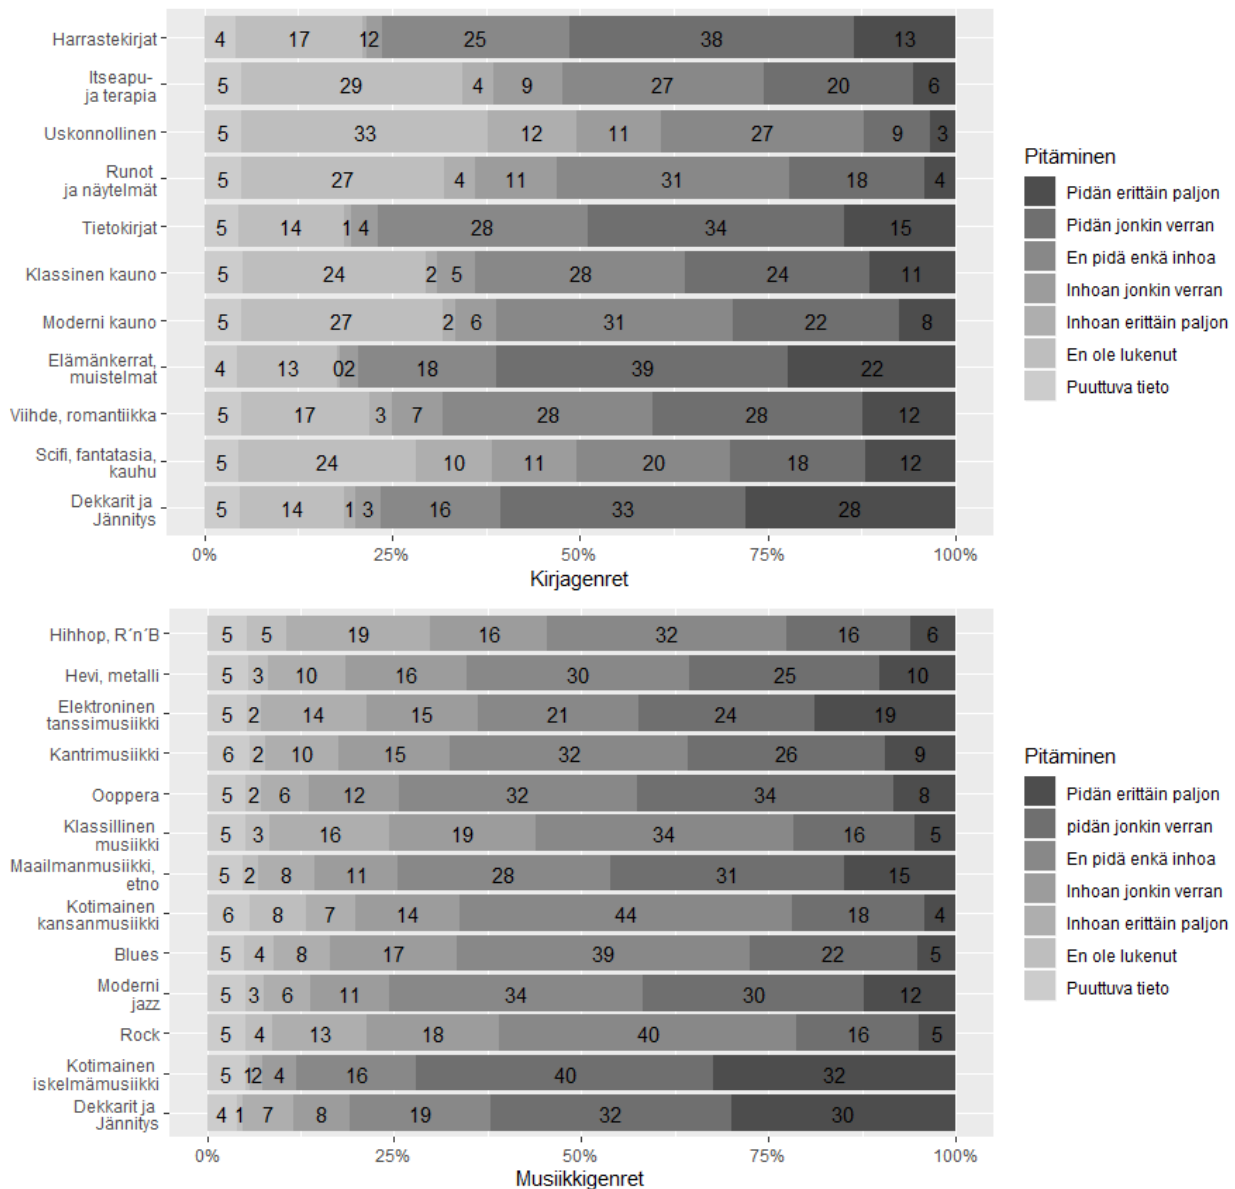 Harrastekirjat 4 17 1 2 25 38 13
Itseapu-
ja terapia 5 29 4 9 27 20 6
Uskonnollinen 5 33 12 11 27 9 3
Runot
ja näytelmät 5 27 4 11 31 18 4
Tietokirjat 5 14 1 4 28 34 15
Klassinen kauno 5 24 2 5 28 24 11
Moderni kauno 5 27 2 6 31 22 8
Elämänkerrat,
muistelmat 4 13 0 2 18 39 22
Viihde, romantiikka 5 17 3 7 28 28 12
Scifi, fantatasia,
kauhu 5 24 10 11 20 18 12
Dekkarit ja
Jännitys 5 14 1 3 16 33 28
0% 25% 50% 75% 100%
Kirjagenret
Pitäminen
Pidän erittäin paljon
Pidän jonkin verran
En pidä enkä inhoa
Inhoan jonkin verran
Inhoan erittäin paljon
En ole lukenut
Puuttuva tieto
Hihhop, R´n´B 5 5 19 16 32 16 6
Hevi, metalli 5 3 10 16 30 25 10
Elektroninen
tanssimusiikki 5 2 14 15 21 24 19
Kantrimusiikki 6 2 10 15 32 26 9
Ooppera 5 2 6 12 32 34 8
Klassillinen
musiikki 5 3 16 19 34 16 5
Maailmanmusiikki,
etno 5 2 8 11 28 31 15
Kotimainen
kansanmusiikki 6 8 7 14 44 18 4
Blues 5 4 8 17 39 22 5
Moderni
jazz 5 3 6 11 34 30 12
Rock 5 4 13 18 40 16 5
Kotimainen
iskelmämusiikki 5 1 2 4 16 40 32
Dekkarit ja
Jännitys 4 1 7 8 19 32 30
0% 25% 50% 75% 100%
Musiikkigenret
Pitäminen
Pidän erittäin paljon
pidän jonkin verran
En pidä enkä inhoa
Inhoan jonkin verran
Inhoan erittäin paljon
En ole lukenut
Puuttuva tieto